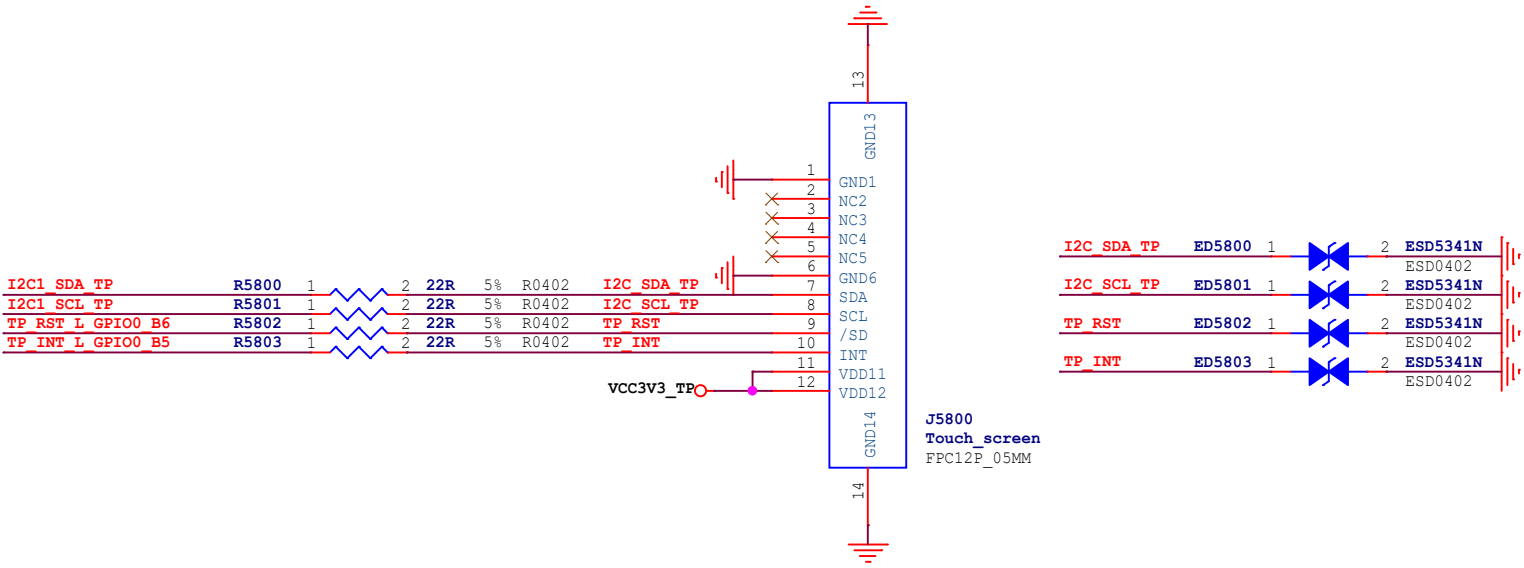 13
GND13
1 GND1
2 NC2
3 NC3
4 NC4
5 NC5
6 GND6
I2C1_SDA_TP R5800 1 2 22R 5% R0402 I2C_SDA_TP 7 SDA
I2C1_SCL_TP R5801 1 2 22R 5% R0402 I2C_SCL_TP 8 SCL
TP_RST_L_GPIO0_B6 R5802 1 2 22R 5% R0402 TP_RST 9 /SD
TP_INT_L_GPIO0_B5 R5803 1 2 22R 5% R0402 TP_INT 10 INT
11 VDD11
VCC3V3_TP 12 VDD12
GND14
14
J5800
Touch_screen
FPC12P_05MM
I2C_SDA_TP ED5800 1 2 ESD5341N
ESD0402
I2C_SCL_TP ED5801 1 2 ESD5341N
ESD0402
TP_RST ED5802 1 2 ESD5341N
ESD0402
TP_INT ED5803 1 2 ESD5341N
ESD0402